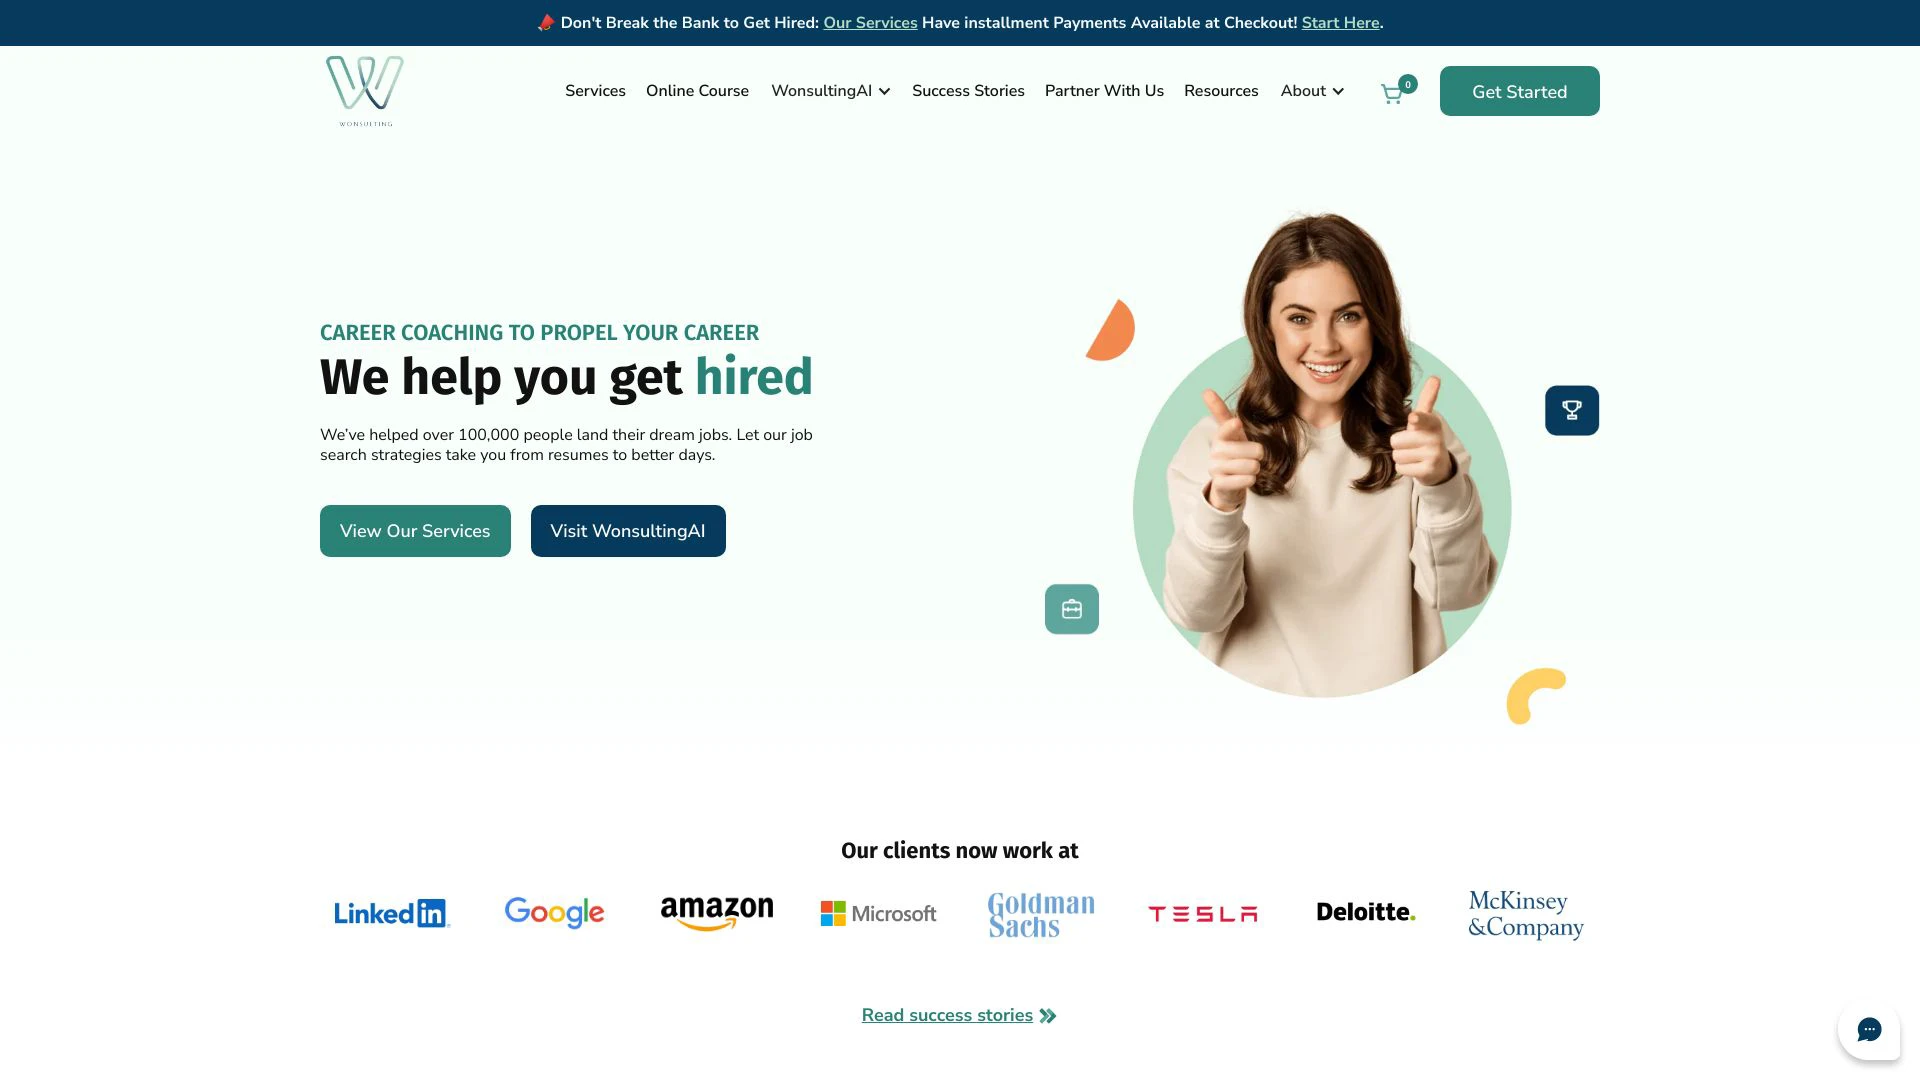 Don't Break the Bank to Get Hired: Our Services Have installment Payments Available at Checkout! Start Here.
WONSULTING
Services
Online Course
WonsultingAI
Success Stories
Partner With Us
Resources
About
0
Get Started
CAREER COACHING TO PROPEL YOUR CAREER
We help you get hired
We've helped over 100,000 people land their dream jobs. Let our job
search strategies take you from resumes to better days.
View Our Services
Visit WonsultingAI
Our clients now work at
LinkedIn
Google
amazon
Microsoft
Goldman
Sachs
TESLA
Deloitte.
McKinsey
&Company
Read success stories